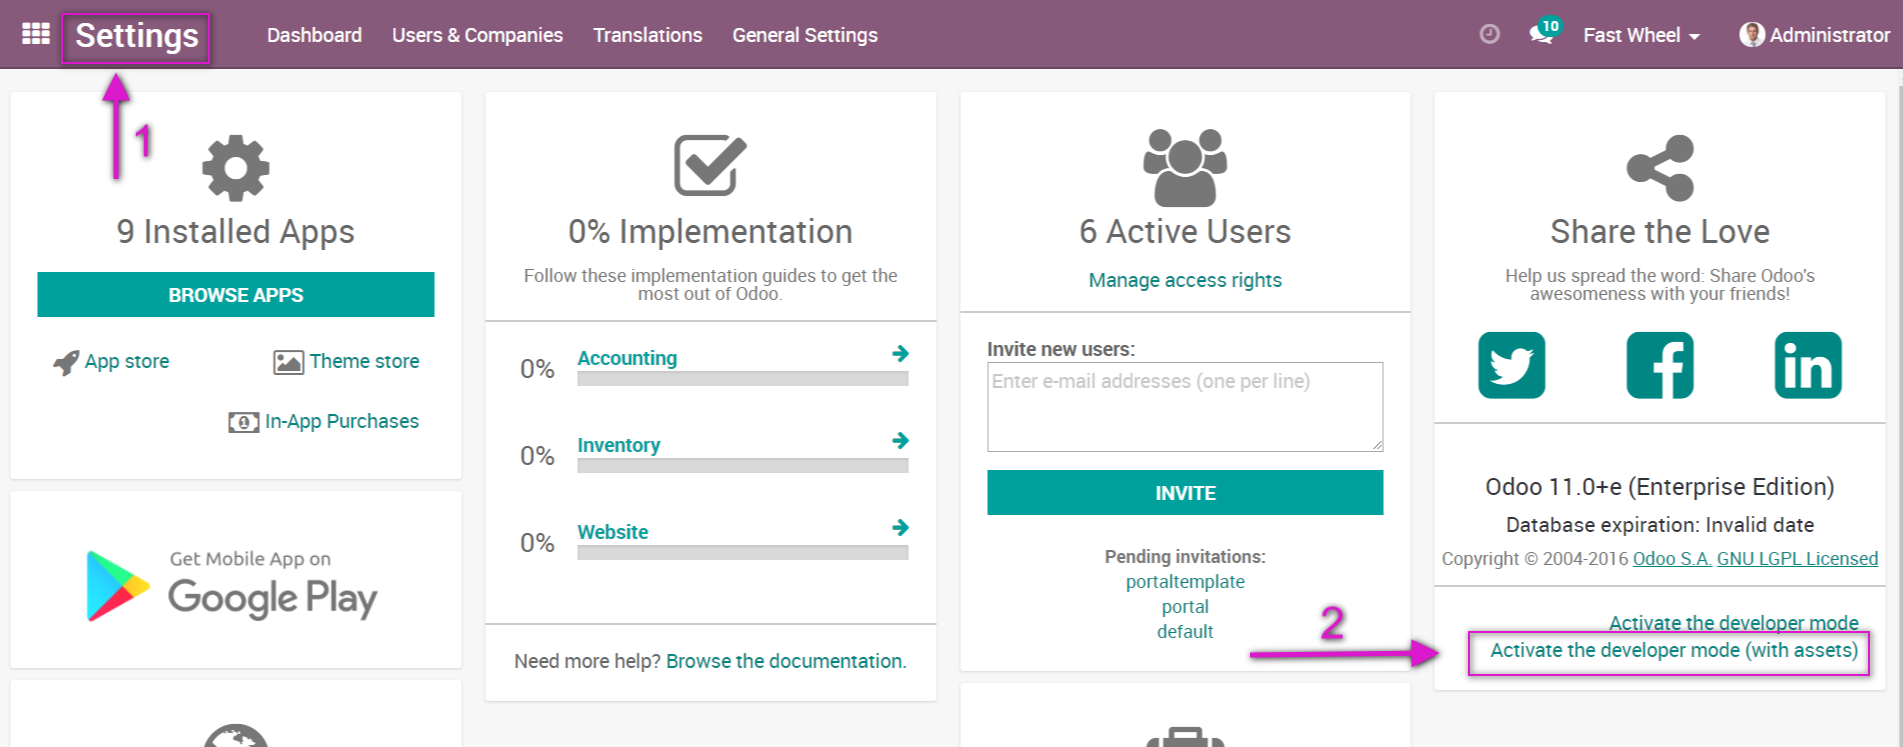 Settings
Dashboard
Users & Companies
Translations
General Settings
10
Fast Wheel
Administrator
1
9 Installed Apps
BROWSE APPS
App store
Theme store
In-App Purchases
Get Mobile App on
Google Play
0% Implementation
Follow these implementation guides to get the
most out of Odoo.
0%
Accounting
0%
Inventory
0%
Website
Need more help? Browse the documentation.
6 Active Users
Manage access rights
Invite new users:
Enter e-mail addresses (one per line)
INVITE
Pending invitations:
portaltemplate
portal
default
2
Share the Love
Help us spread the word: Share Odoo's
awesomeness with your friends!
Odoo 11.0+e (Enterprise Edition)
Database expiration: Invalid date
Copyright © 2004-2016 Odoo S.A. GNU LGPL Licensed
Activate the developer mode
Activate the developer mode (with assets)